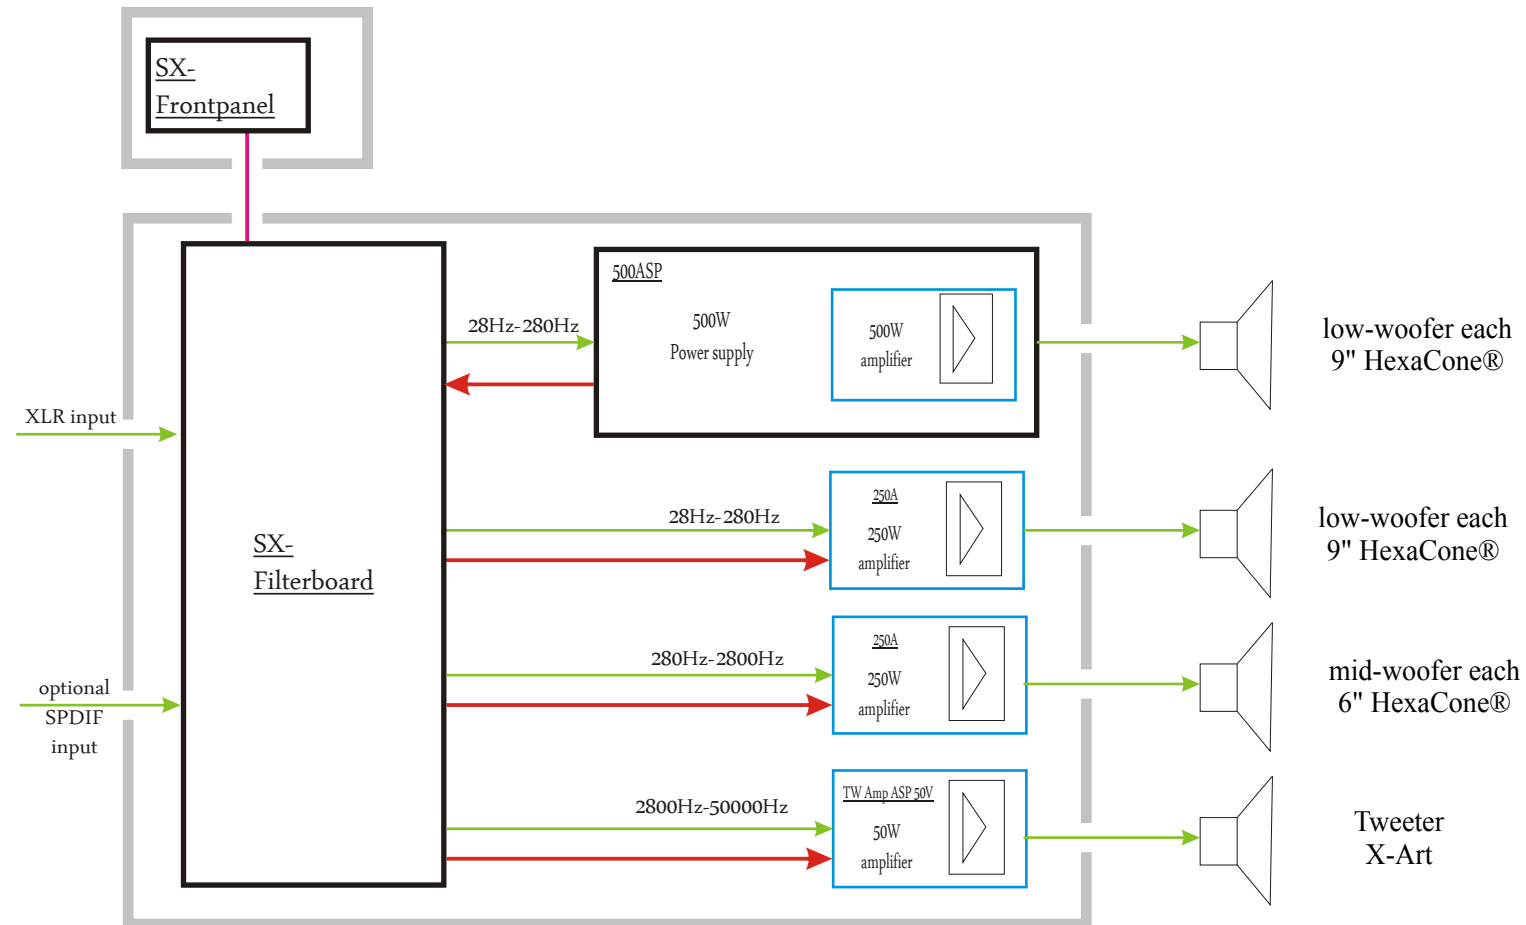 SX-
Frontpanel
500ASP
500W
Power supply
500W
amplifier
28Hz-280Hz
low-woofer each
9" HexaCone®
XLR input
250A
250W
amplifier
28Hz-280Hz
low-woofer each
9" HexaCone®
SX-
Filterboard
250A
250W
amplifier
280Hz-2800Hz
mid-woofer each
6" HexaCone®
optional
SPDIF
input
TW Amp ASP 50V
50W
amplifier
2800Hz-50000Hz
Tweeter
X-Art